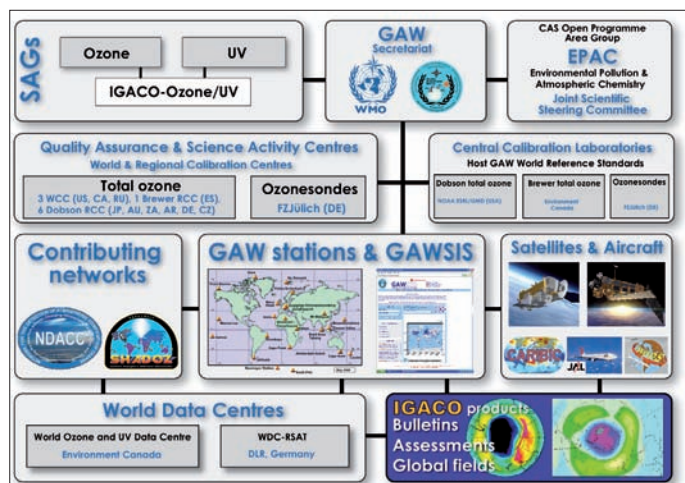 SAGs
Ozone
UV
IGACO-Ozone/UV
GAW
Secretariat
WMO
CAS Open Programme
Area Group
EPAC
Environmental Pollution &
Atmospheric Chemistry
Joint Scientific
Steering Committee
Quality Assurance & Science Activity Centres
World & Regional Calibration Centres
Total ozone
3 WCC (US, CA, RU), 1 Brewer RCC (ES),
6 Dobson RCC (JP, AU, ZA, AR, DE, CZ)
Ozonesondes
FZJülich (DE)
Central Calibration Laboratories
Host GAW World Reference Standards
Dobson total ozone
NOAA ESRL/GMD (USA)
Brewer total ozone
Environment
Canada
Ozonesondes
FZJülich (DE)
Contributing
networks
NDACC
SHADOZ
GAW stations & GAWSIS
GAW
Satellites & Aircraft
CARIBIC
JAL
World Data Centres
World Ozone and UV Data Centre
Environment Canada
WDC-RSAT
DLR, Germany
IGACO products
Bulletins
Assessments
Global fields